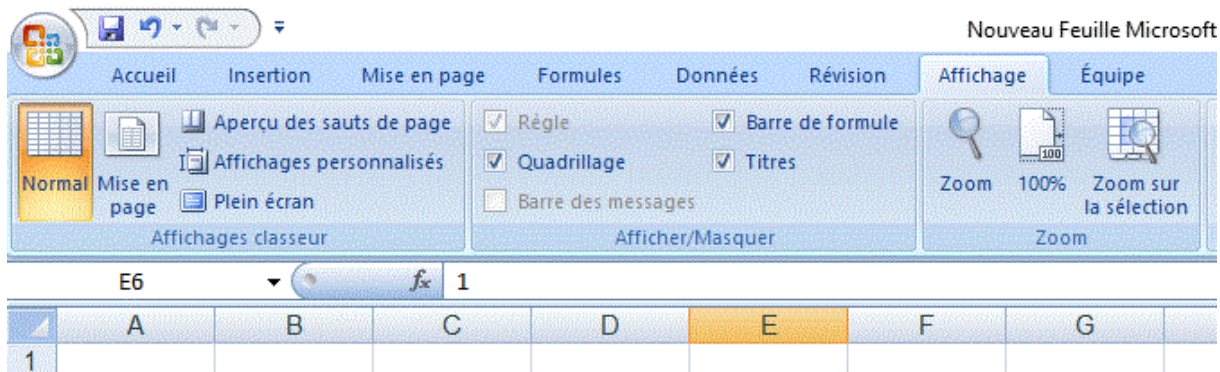 Nouveau Feuille Microsoft
Accueil Insertion Mise en page Formules Données Révision Affichage Équipe
Normal
Mise en page
Aperçu des sauts de page
Affichages personnalisés
Plein écran
Affichages classeur
Règle
Quadrillage
Barre des messages
Barre de formule
Titres
Afficher/Masquer
Zoom
100
100%
Zoom sur
la sélection
Zoom
E6 fx 1
A B C D E F G
1